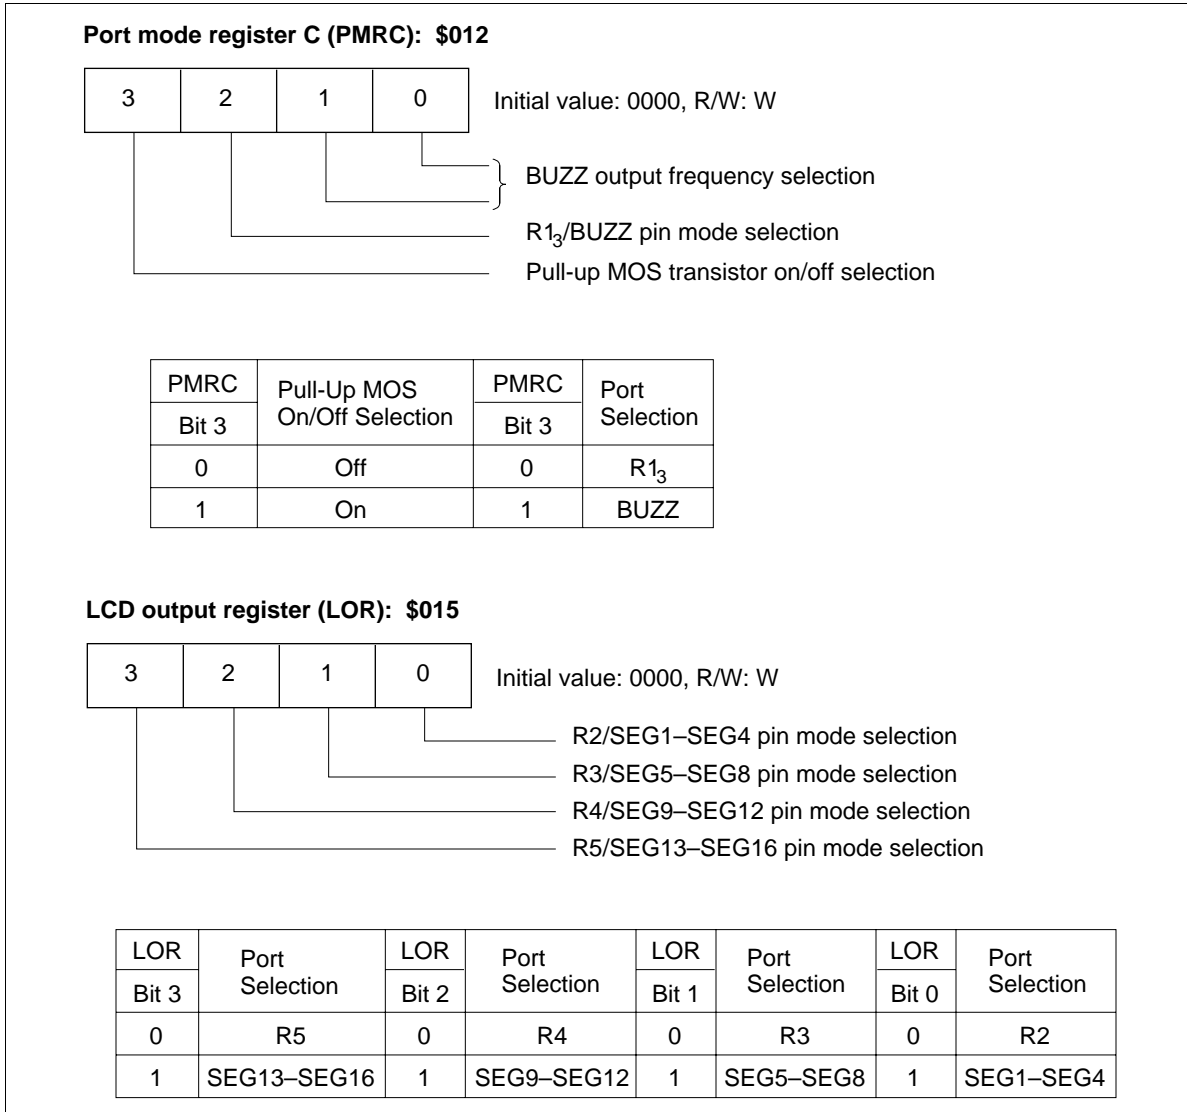 Port mode register C (PMRC): $012
3 2 1 0 Initial value: 0000, R/W: W
BUZZ output frequency selection
R1₃/BUZZ pin mode selection
Pull-up MOS transistor on/off selection
PMRC Pull-Up MOS On/Off Selection PMRC Port Selection
Bit 3 Bit 3
0 Off 0 R1₃
1 On 1 BUZZ
LCD output register (LOR): $015
3 2 1 0 Initial value: 0000, R/W: W
R2/SEG1–SEG4 pin mode selection
R3/SEG5–SEG8 pin mode selection
R4/SEG9–SEG12 pin mode selection
R5/SEG13–SEG16 pin mode selection
LOR Port Selection LOR Port Selection LOR Port Selection LOR Port Selection
Bit 3 Bit 2 Bit 1 Bit 0
0 R5 0 R4 0 R3 0 R2
1 SEG13–SEG16 1 SEG9–SEG12 1 SEG5–SEG8 1 SEG1–SEG4